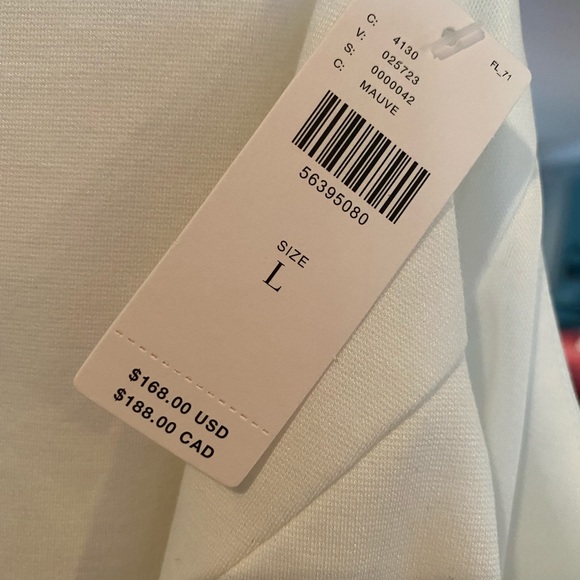 C: 4130
V: 025723
S: 0000042
C: MAUVE
FL_71
56395080
SIZE
L
$168.00 USD
$188.00 CAD